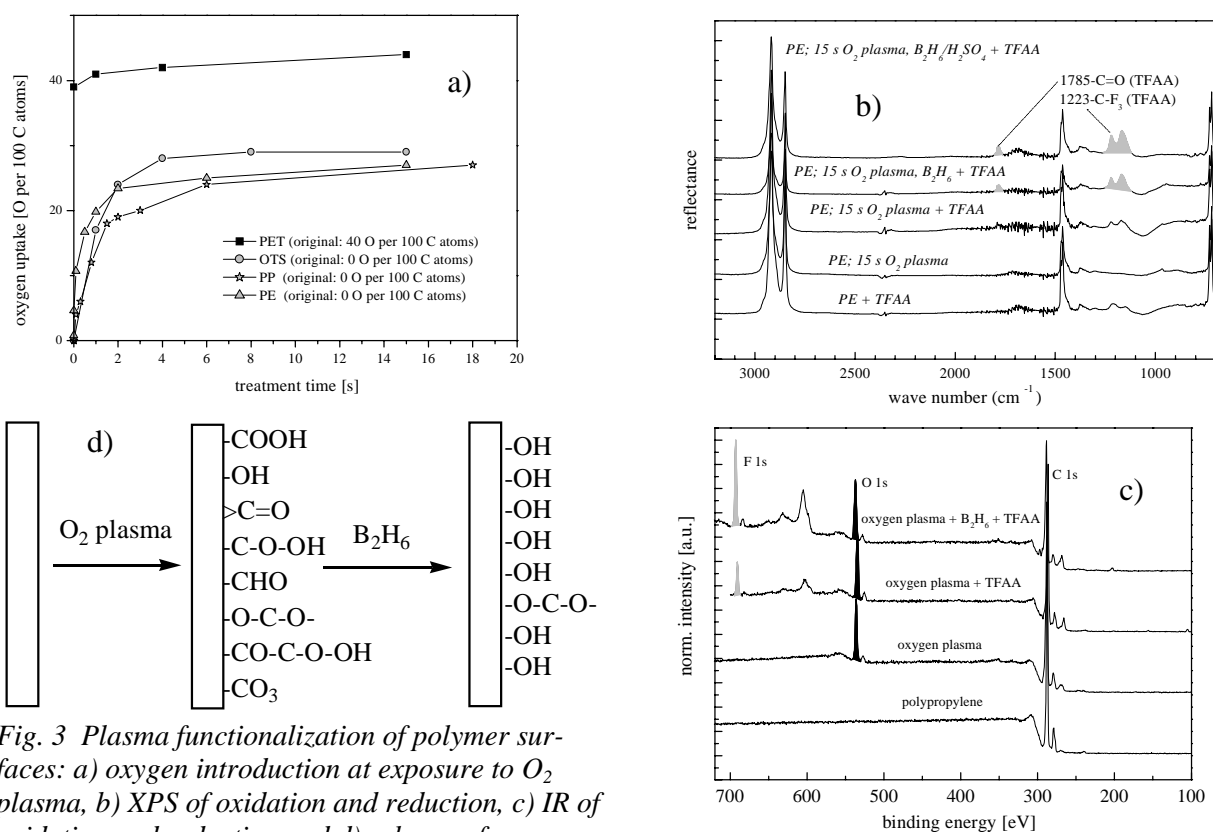 a)
oxygen uptake [O per 100 C atoms]
40
20
0
PET (original: 40 O per 100 C atoms)
OTS (original: 0 O per 100 C atoms)
PP (original: 0 O per 100 C atoms)
PE (original: 0 O per 100 C atoms)
0 2 4 6 8 10 12 14 16 18 20
treatment time [s]
b)
reflectance
PE; 15 s O2 plasma, B2H6/H2SO4 + TFAA
1785-C=O (TFAA)
1223-C-F3 (TFAA)
PE; 15 s O2 plasma, B2H6 + TFAA
PE; 15 s O2 plasma + TFAA
PE; 15 s O2 plasma
PE + TFAA
3000 2500 2000 1500 1000
wave number (cm -1)
d)
O2 plasma
-COOH
-OH
>C=O
-C-O-OH
-CHO
-O-C-O-
-CO-C-O-OH
-CO3
B2H6
-OH
-OH
-OH
-OH
-OH
-O-C-O-
-OH
-OH
c)
norm. intensity [a.u.]
F 1s
O 1s
C 1s
oxygen plasma + B2H6 + TFAA
oxygen plasma + TFAA
oxygen plasma
polypropylene
700 600 500 400 300 200 100
binding energy [eV]
Fig. 3 Plasma functionalization of polymer sur-
faces: a) oxygen introduction at exposure to O2
plasma, b) XPS of oxidation and reduction, c) IR of